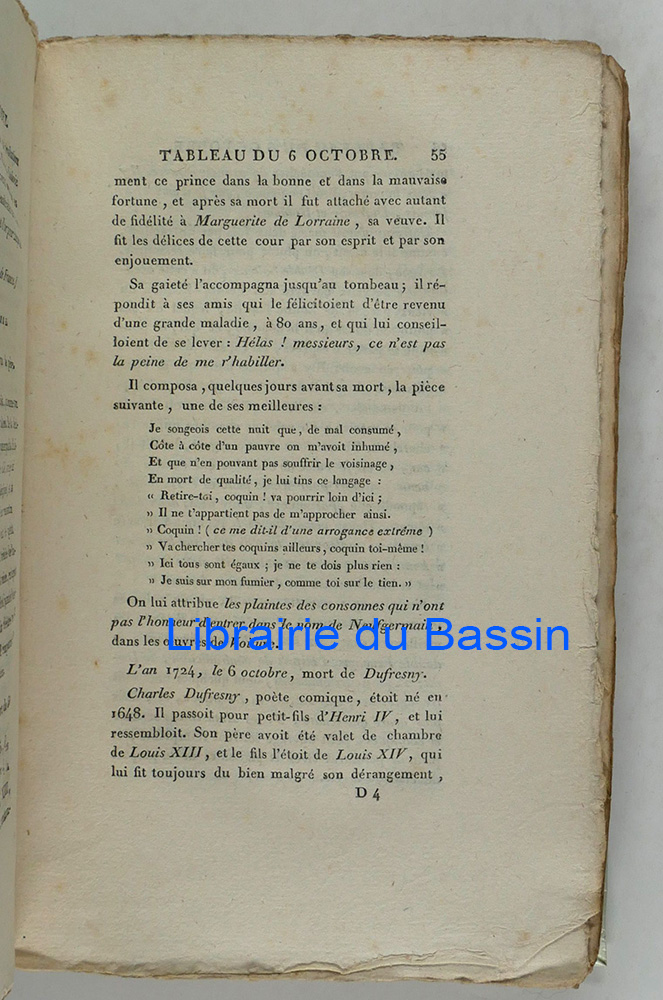 TABLEAU DU 6 OCTOBRE. 55
ment ce prince dans la bonne et dans la mauvaise
fortune , et après sa mort il fut attaché avec autant
de fidélité à Marguerite de Lorraine , sa veuve. Il
fit les délices de cette cour par son esprit et par son
enjouement.
Sa gaieté l'accompagna jusqu'au tombeau ; il ré-
pondit à ses amis qui le félicitoient d'être revenu
d'une grande maladie , à 80 ans, et qui lui conseil-
loient de se lever : Hélas ! messieurs, ce n'est pas
la peine de me r'habiller.
Il composa , quelques jours avant sa mort , la pièce
suivante , une de ses meilleures :
Je songeois cette nuit que, de mal consumé ,
Côte à côte d'un pauvre on m'avoit inhumé ,
Et que n'en pouvant pas souffrir le voisinage ,
En mort de qualité , je lui tins ce langage :
« Retire-toi , coquin ! va pourrir loin d'ici ;
» Il ne t'appartient pas de m'approcher ainsi.
» Coquin ! ( ce me dit-il d'une arrogance extrême )
» Va chercher tes coquins ailleurs , coquin toi-même !
» Ici tous sont égaux ; je ne te dois plus rien :
» Je suis sur mon fumier , comme toi sur le tien. »
On lui attribue les plaintes des consonnes qui n'ont
pas l'honneur d'entrer dans le nom de Neufgermain ,
dans les œuvres de Voiture.
Librairie du Bassin
L'an 1724, le 6 octobre, mort de Dufresny.
Charles Dufresny , poète comique , étoit né en
1648. Il passoit pour petit-fils d'Henri IV , et lui
ressembloit. Son père avoit été valet de chambre
de Louis XIII , et le fils l'étoit de Louis XIV , qui
lui fit toujours du bien malgré son dérangement ,
D 4